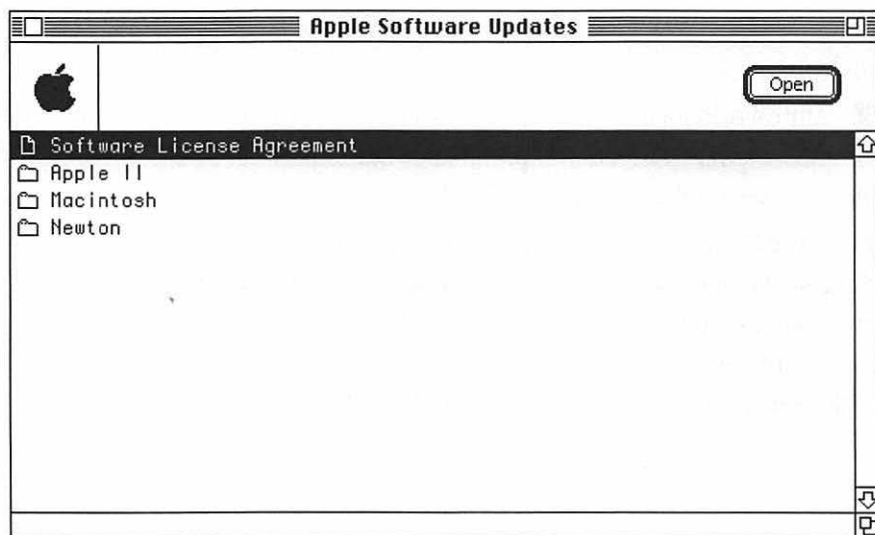 Apple Software Updates
Open
Software License Agreement
Apple II
Macintosh
Newton